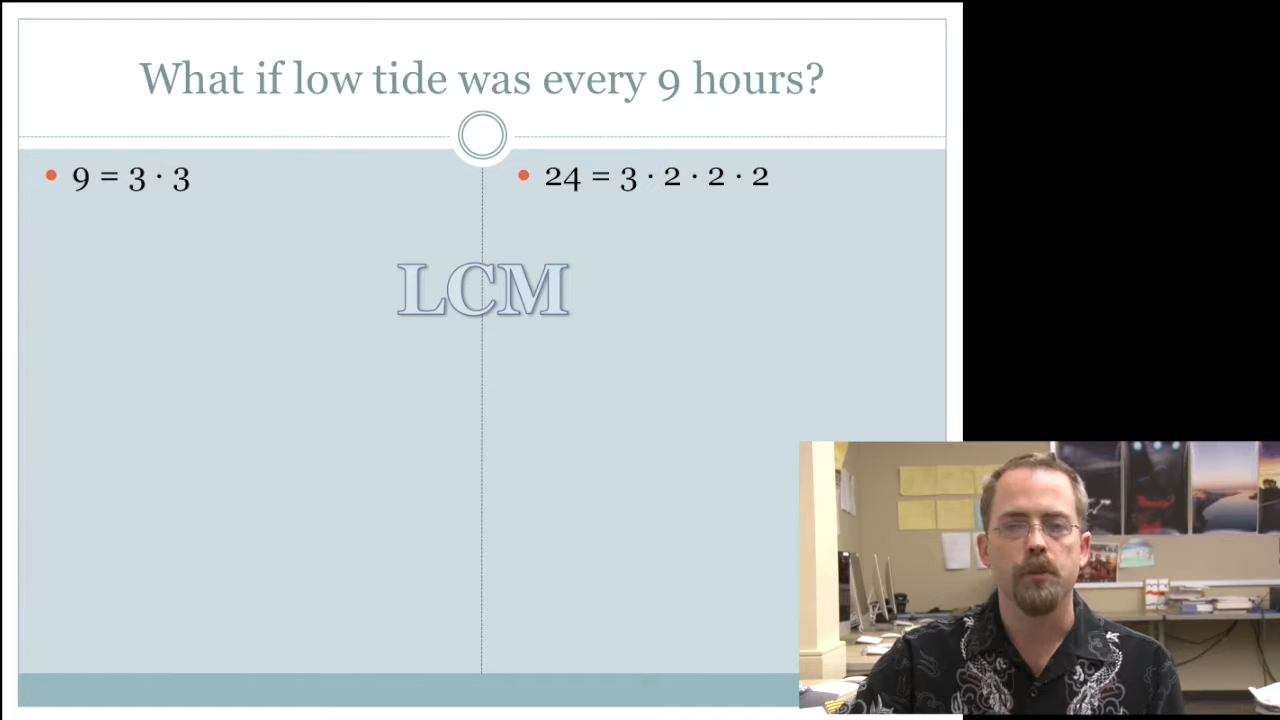 What if low tide was every 9 hours?
9 = 3 · 3
24 = 3 · 2 · 2 · 2
LCM